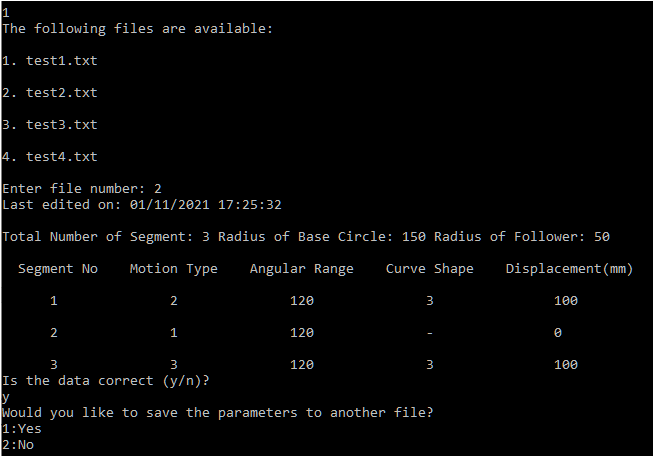 1
The following files are available:
1. test1.txt
2. test2.txt
3. test3.txt
4. test4.txt
Enter file number: 2
Last edited on: 01/11/2021 17:25:32
Total Number of Segment: 3 Radius of Base Circle: 150 Radius of Follower: 50
Segment No Motion Type Angular Range Curve Shape Displacement(mm)
1 2 120 3 100
2 1 120 - 0
3 3 120 3 100
Is the data correct (y/n)?
y
Would you like to save the parameters to another file?
1:Yes
2:No